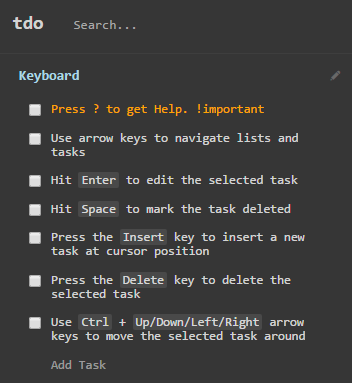 tdo
Search...
Keyboard
Press ? to get Help. !important
Use arrow keys to navigate lists and
tasks
Hit Enter to edit the selected task
Hit Space to mark the task deleted
Press the Insert key to insert a new
task at cursor position
Press the Delete key to delete the
selected task
Use Ctrl + Up/Down/Left/Right arrow
keys to move the selected task around
Add Task